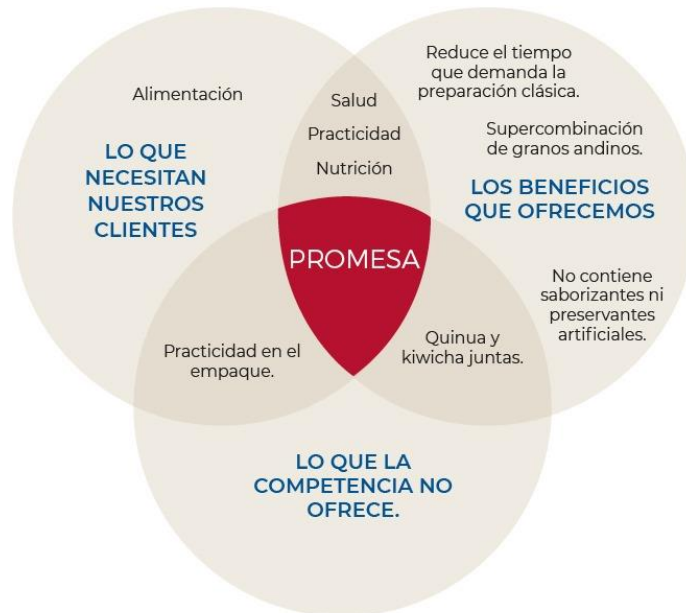 Alimentación
LO QUE
NECESITAN
NUESTROS
CLIENTES
Salud
Practicidad
Nutrición
Reduce el tiempo
que demanda la
preparación clásica.
Supercombinación
de granos andinos.
LOS BENEFICIOS
QUE OFRECEMOS
No contiene
saborizantes ni
preservantes
artificiales.
PROMESA
Practicidad en el
empaque.
Quinua y
kiwicha juntas.
LO QUE LA
COMPETENCIA NO
OFRECE.